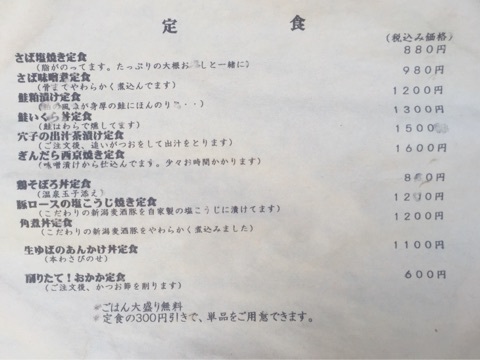 定 食
(税込み価格)
さば塩焼き定食 880円
(脂がのってます。たっぷりの大根お しと一緒に)
さば味噌煮定食 980円
(骨までやわらかく煮込んでます)
鮭粕漬け定食 1200円
が身厚の鮭にほんのり・・)
鮭いくら丼定食 1300円
(鮭はわらで燻してます)
穴子の出汁茶漬け定食 1500
(ご注文後、追いがつおをして出汁をとります)
ぎんだら西京焼き定食 1600円
(味噌漬けから仕込んでます。少々お時間かかります)
鶏そぼろ丼定食 円
(温泉玉子添え)
豚ロースの塩こうじ焼き定食 1200円
(こだわりの新潟麦酒豚を自家製の塩こうじに漬けてます)
角煮丼定食 1200円
(こだわりの新潟麦酒豚をやわらかく煮込みました)
生ゆばのあんかけ丼定食 1100円
(本わさびのせ)
削りたて!おかか定食 600円
(ご注文後、かつお節を削ります)
ごはん大盛り無料
定食の300円引きで、単品をご用意できます。